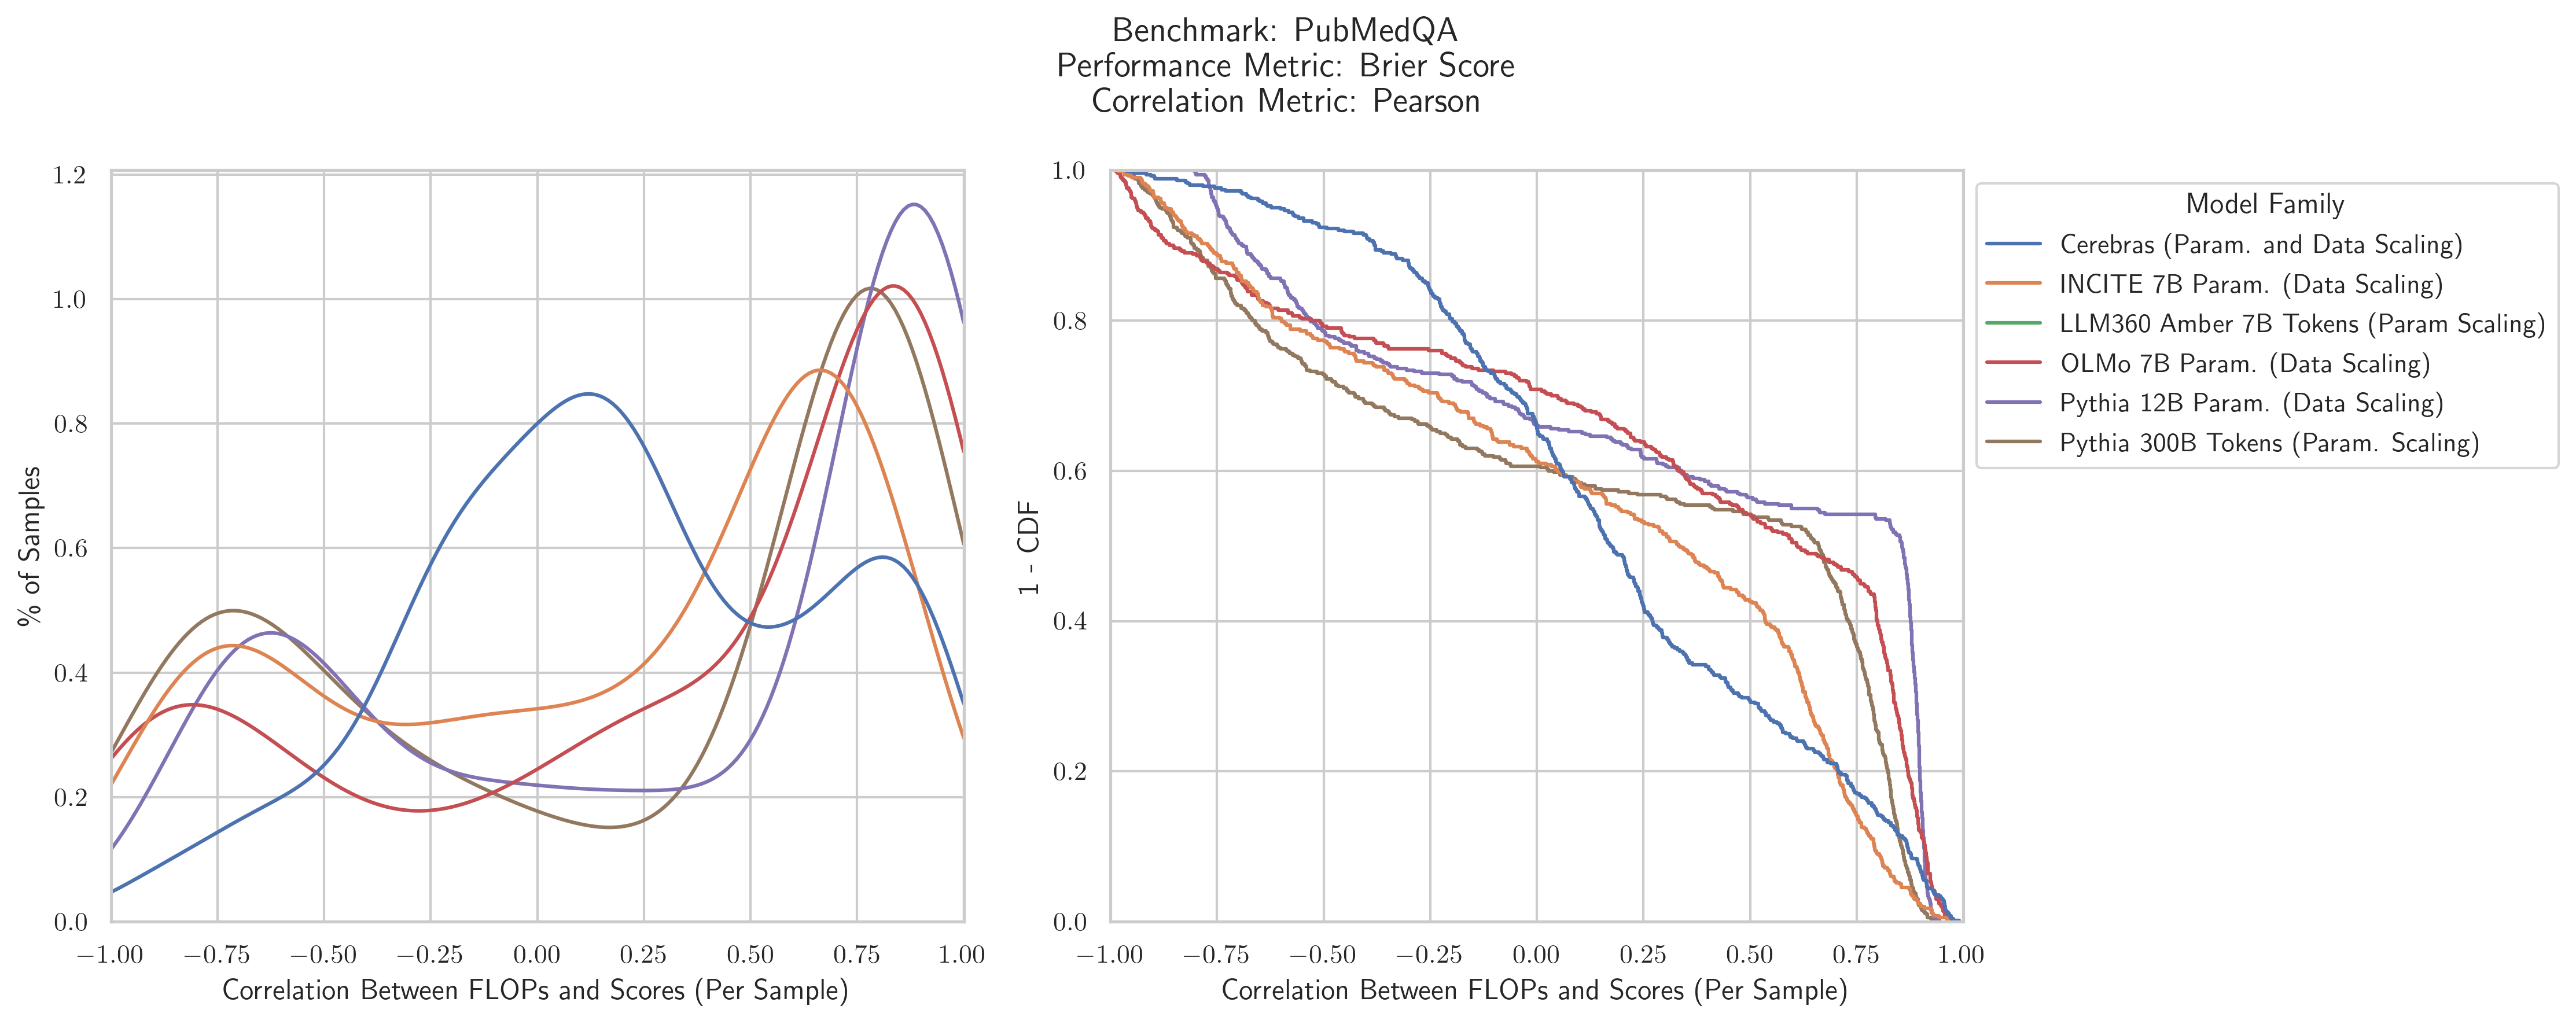 Benchmark: PubMedQA
Performance Metric: Brier Score
Correlation Metric: Pearson
% of Samples
1.2
1.0
0.8
0.6
0.4
0.2
0.0
−1.00 −0.75 −0.50 −0.25 0.00 0.25 0.50 0.75 1.00
Correlation Between FLOPs and Scores (Per Sample)
1 - CDF
1.0
0.8
0.6
0.4
0.2
0.0
−1.00 −0.75 −0.50 −0.25 0.00 0.25 0.50 0.75 1.00
Correlation Between FLOPs and Scores (Per Sample)
Model Family
Cerebras (Param. and Data Scaling)
INCITE 7B Param. (Data Scaling)
LLM360 Amber 7B Tokens (Param Scaling)
OLMo 7B Param. (Data Scaling)
Pythia 12B Param. (Data Scaling)
Pythia 300B Tokens (Param. Scaling)